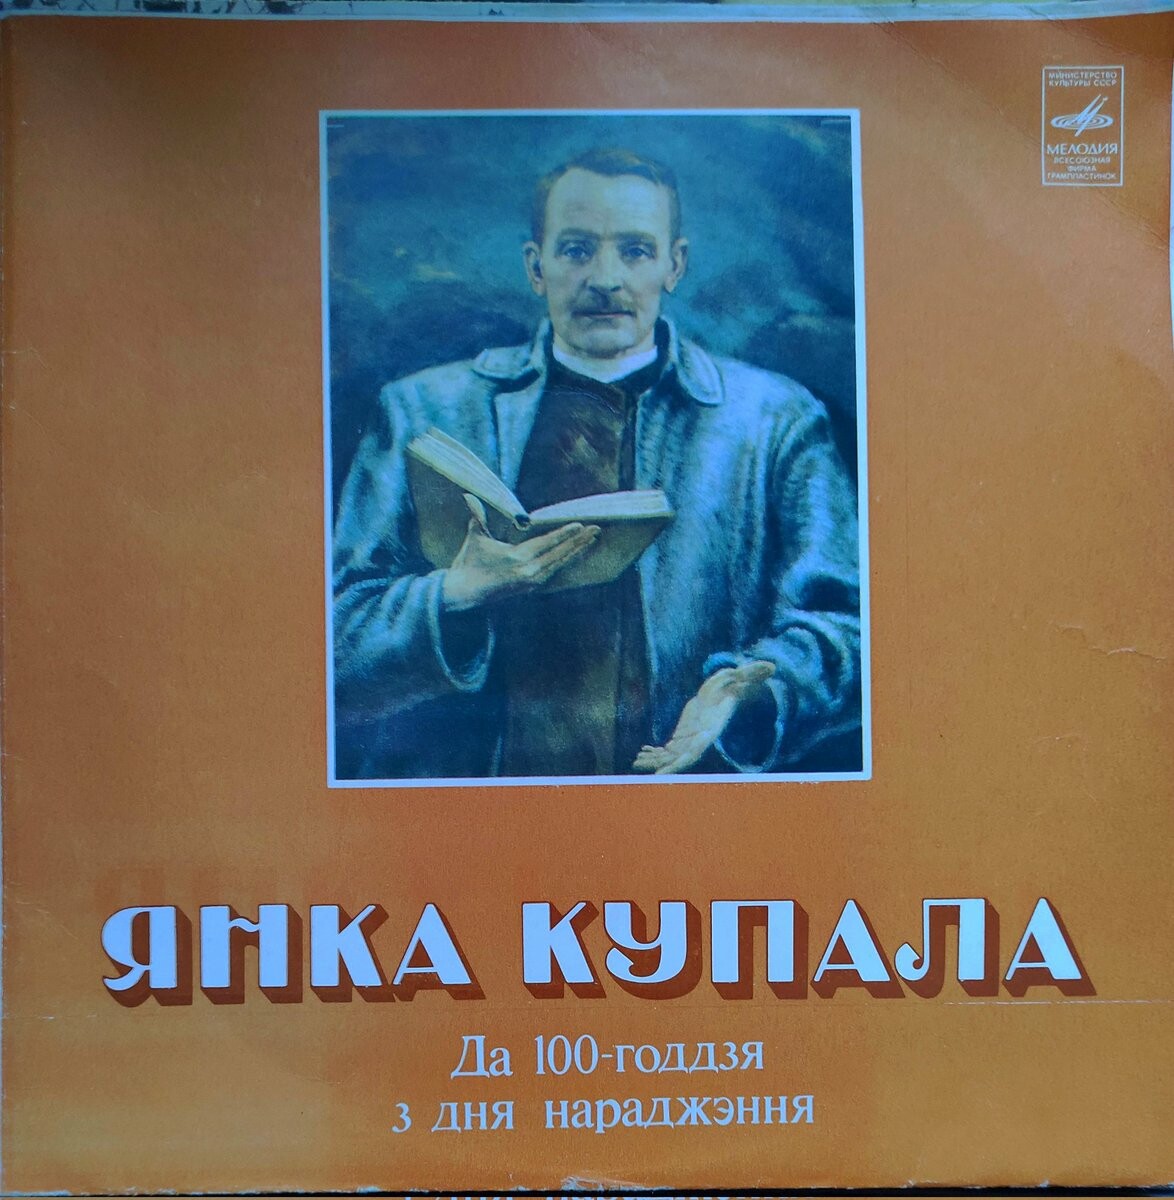 МИНИСТЕРСТВО
КУЛЬТУРЫ СССР
МЕЛОДИЯ
ВСЕСОЮЗНАЯ
ФИРМА
ГРАМПЛАСТИНОК
ЯНКА КУПАЛА
Да 100-годдзя
з дня нараджэння